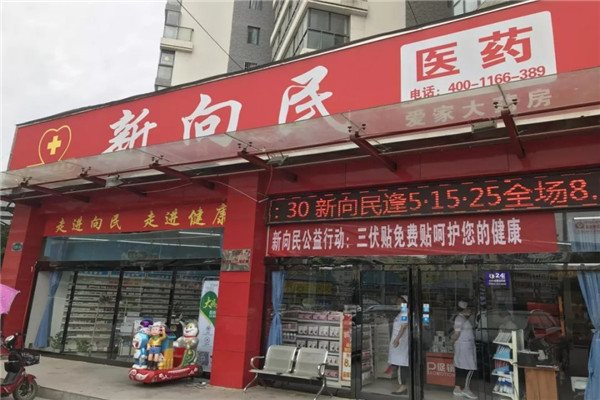 新向民
医药
电话：400-1166-389
爱家大药房
走进向民 走进健康
：30 新向民逢5·15·25全场8.
新向民公益行动：三伏贴免费贴呵护您的健康
24